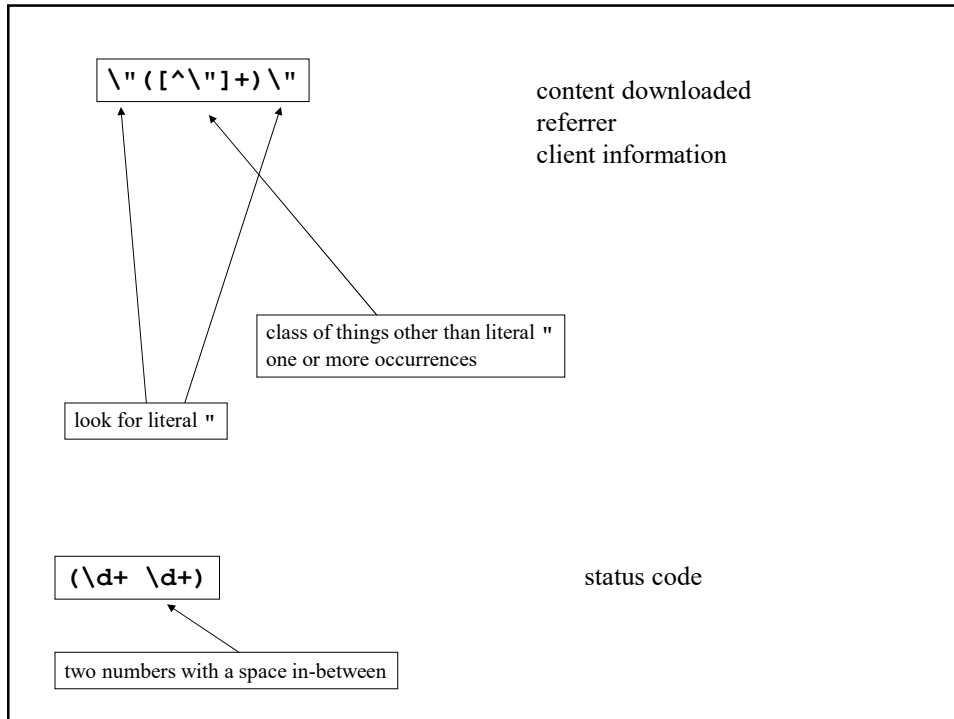 \"([^\"]+)\"
content downloaded
referrer
client information
class of things other than literal "
one or more occurrences
look for literal "
(\d+ \d+)
status code
two numbers with a space in-between